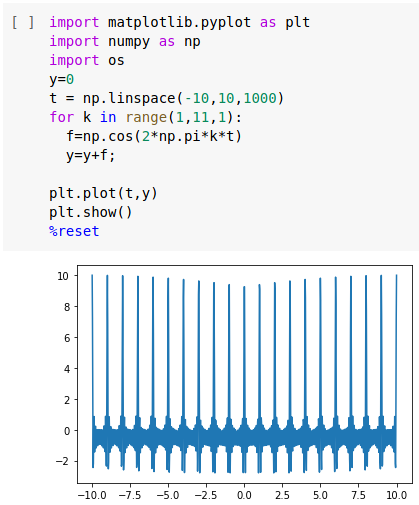 [ ] import matplotlib.pyplot as plt
import numpy as np
import os
y=0
t = np.linspace(-10,10,1000)
for k in range(1,11,1):
  f=np.cos(2*np.pi*k*t)
  y=y+f;
plt.plot(t,y)
plt.show()
%reset
10
8
6
4
2
0
−2
−10.0 −7.5 −5.0 −2.5 0.0 2.5 5.0 7.5 10.0